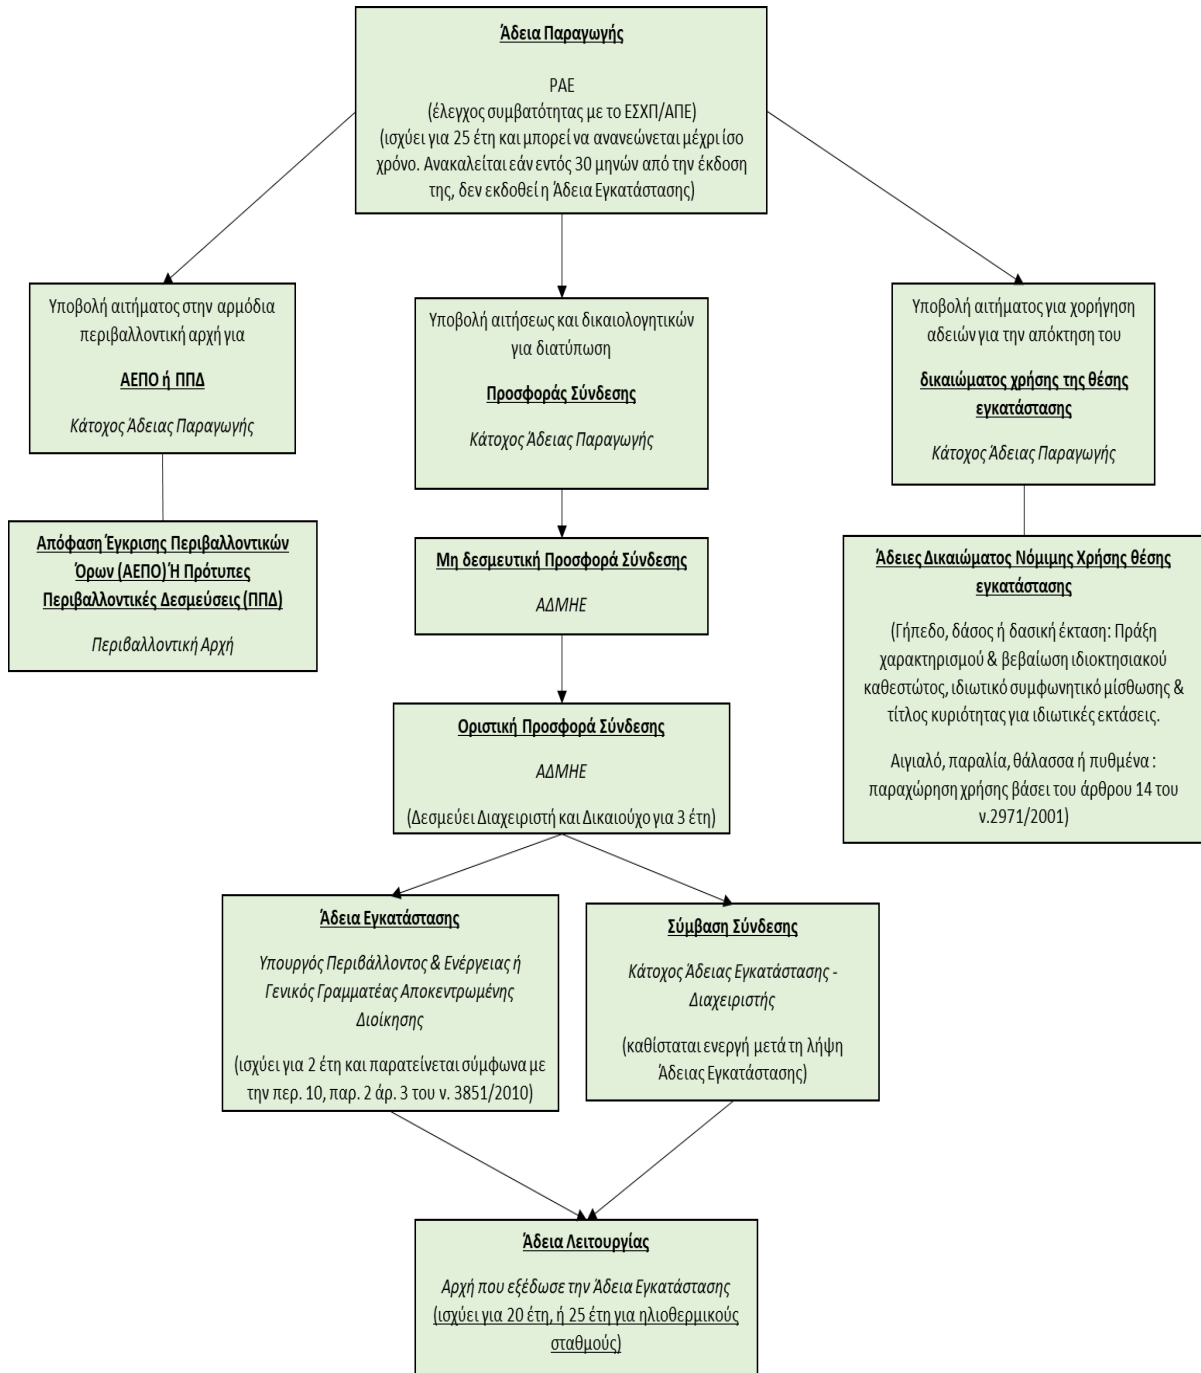 Άδεια Παραγωγής
ΡΑΕ
(έλεγχος συμβατότητας με το ΕΣΧΠ/ΑΠΕ)
(ισχύει για 25 έτη και μπορεί να ανανεώνεται μέχρι ίσο
χρόνο. Ανακαλείται εάν εντός 30 μηνών από την έκδοση
της, δεν εκδοθεί η Άδεια Εγκατάστασης)
Υποβολή αιτήματος στην αρμόδια
περιβαλλοντική αρχή για
ΑΕΠΟ ή ΠΠΔ
Κάτοχος Άδειας Παραγωγής
Υποβολή αιτήσεως και δικαιολογητικών
για διατύπωση
Προσφοράς Σύνδεσης
Κάτοχος Άδειας Παραγωγής
Υποβολή αιτήματος για χορήγηση
αδειών για την απόκτηση του
δικαιώματος χρήσης της θέσης
εγκατάστασης
Κάτοχος Άδειας Παραγωγής
Απόφαση Έγκρισης Περιβαλλοντικών
Όρων (ΑΕΠΟ) Ή Πρότυπες
Περιβαλλοντικές Δεσμεύσεις (ΠΠΔ)
Περιβαλλοντική Αρχή
Μη δεσμευτική Προσφορά Σύνδεσης
ΑΔΜΗΕ
Άδειες Δικαιώματος Νόμιμης Χρήσης θέσης
εγκατάστασης
(Γήπεδο, δάσος ή δασική έκταση: Πράξη
χαρακτηρισμού & βεβαίωση ιδιοκτησιακού
καθεστώτος, ιδιωτικό συμφωνητικό μίσθωσης &
τίτλος κυριότητας για ιδιωτικές εκτάσεις.
Αιγιαλό, παραλία, θάλασσα ή πυθμένα :
παραχώρηση χρήσης βάσει του άρθρου 14 του
ν.2971/2001)
Οριστική Προσφορά Σύνδεσης
ΑΔΜΗΕ
(Δεσμεύει Διαχειριστή και Δικαιούχο για 3 έτη)
Άδεια Εγκατάστασης
Υπουργός Περιβάλλοντος & Ενέργειας ή
Γενικός Γραμματέας Αποκεντρωμένης
Διοίκησης
(ισχύει για 2 έτη και παρατείνεται σύμφωνα με
την περ. 10, παρ. 2 άρ. 3 του ν. 3851/2010)
Σύμβαση Σύνδεσης
Κάτοχος Άδειας Εγκατάστασης -
Διαχειριστής
(καθίσταται ενεργή μετά τη λήψη
Άδειας Εγκατάστασης)
Άδεια Λειτουργίας
Αρχή που εξέδωσε την Άδεια Εγκατάστασης
(ισχύει για 20 έτη, ή 25 έτη για ηλιοθερμικούς
σταθμούς)